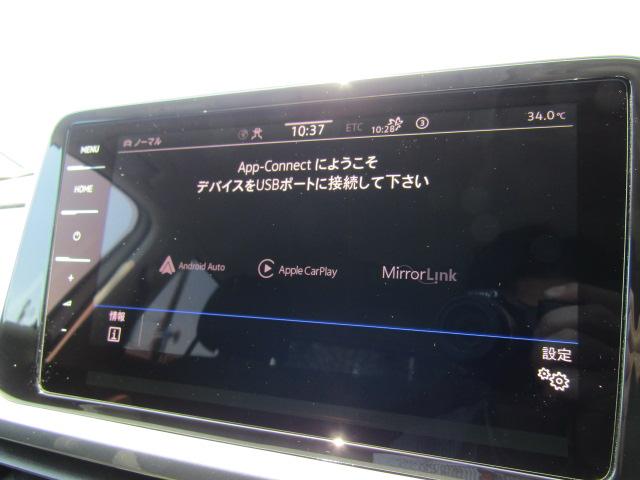 MENU
HOME
ノーマル
10:37
ETC
10:28
3
34.0℃
App-Connect にようこそ
デバイスをUSBポートに接続して下さい
Android Auto
Apple CarPlay
MirrorLink
情報
設定